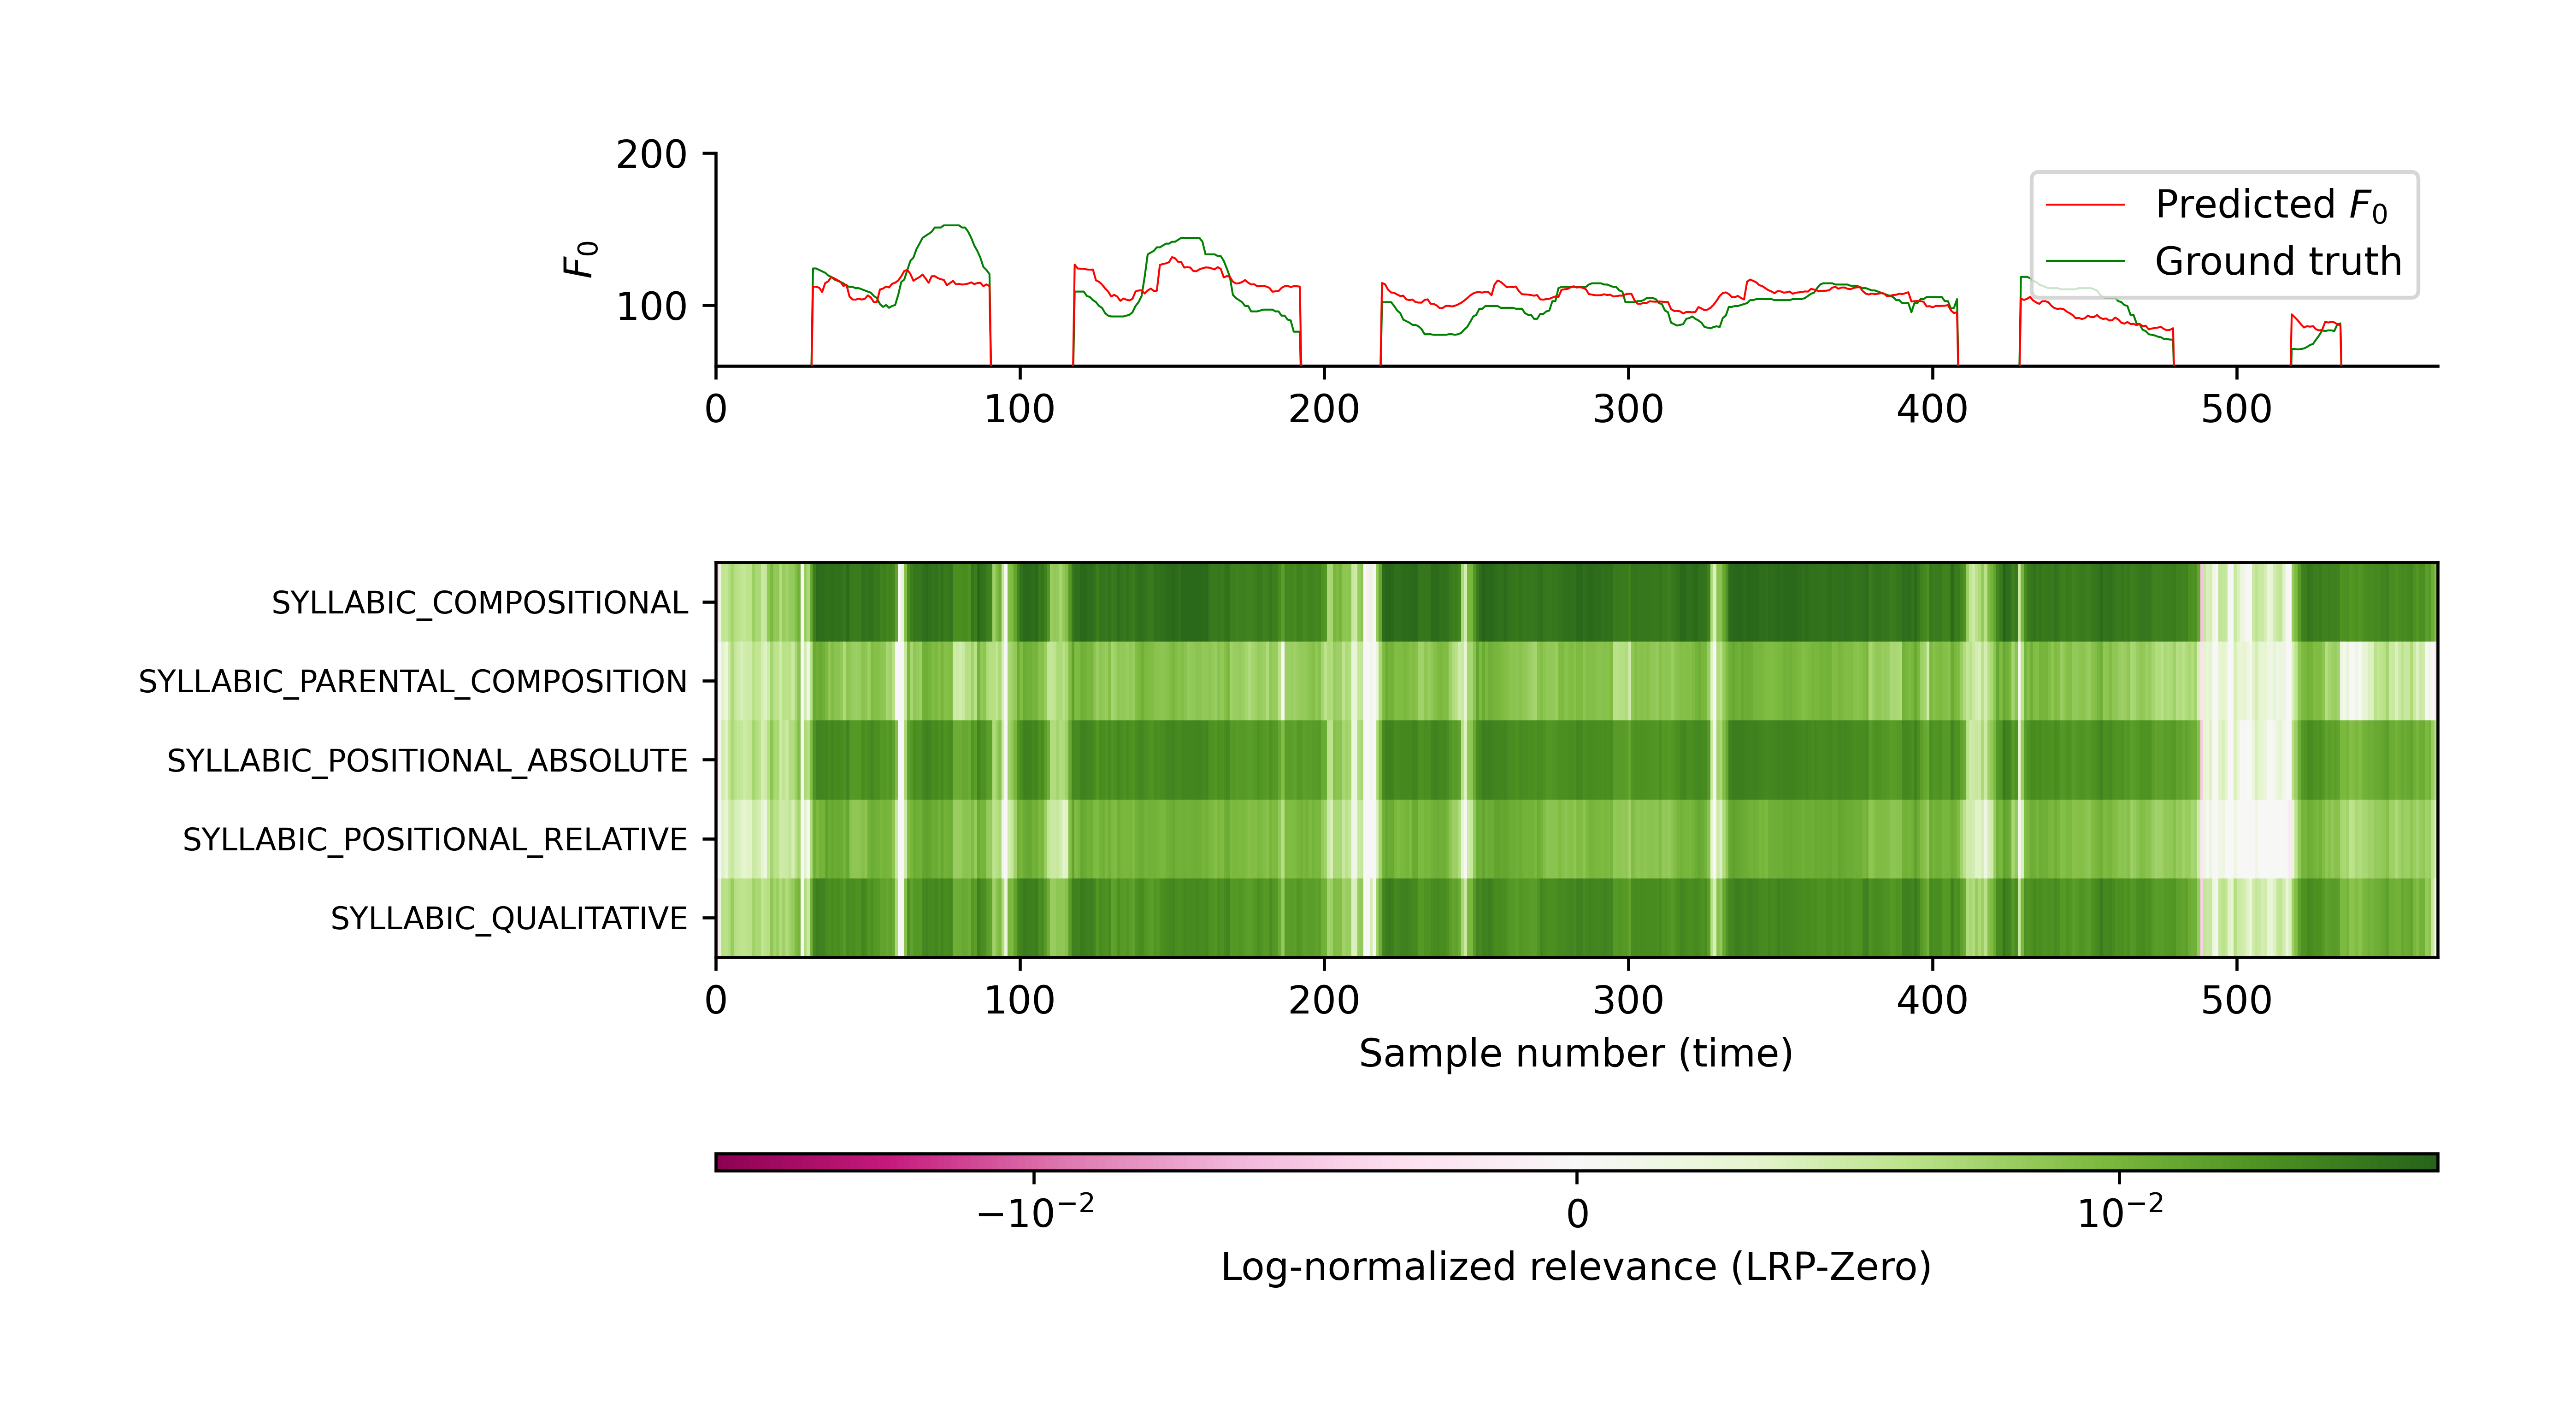 200
100
F₀
Predicted F₀
Ground truth
0 100 200 300 400 500
SYLLABIC_COMPOSITIONAL
SYLLABIC_PARENTAL_COMPOSITION
SYLLABIC_POSITIONAL_ABSOLUTE
SYLLABIC_POSITIONAL_RELATIVE
SYLLABIC_QUALITATIVE
0 100 200 300 400 500
Sample number (time)
−10⁻² 0 10⁻²
Log-normalized relevance (LRP-Zero)